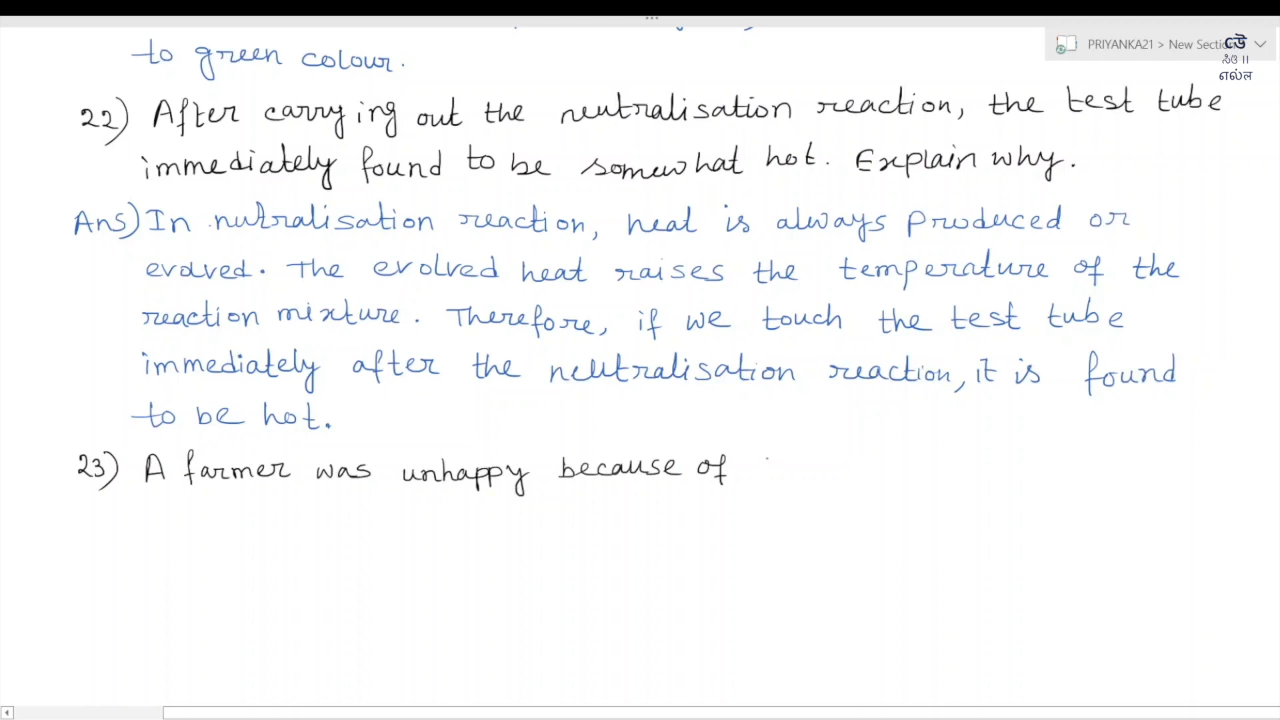 to green colour.
PRIYANKA21 > New Section
22) After carrying out the neutralisation reaction, the test tube
immediately found to be somewhat hot. Explain why.
Ans) In nutralisation reaction, heat is always produced or
evolved. The evolved heat raises the temperature of the
reaction mixture. Therefore, if we touch the test tube
immediately after the neutralisation reaction, it is found
to be hot.
23) A farmer was unhappy because of